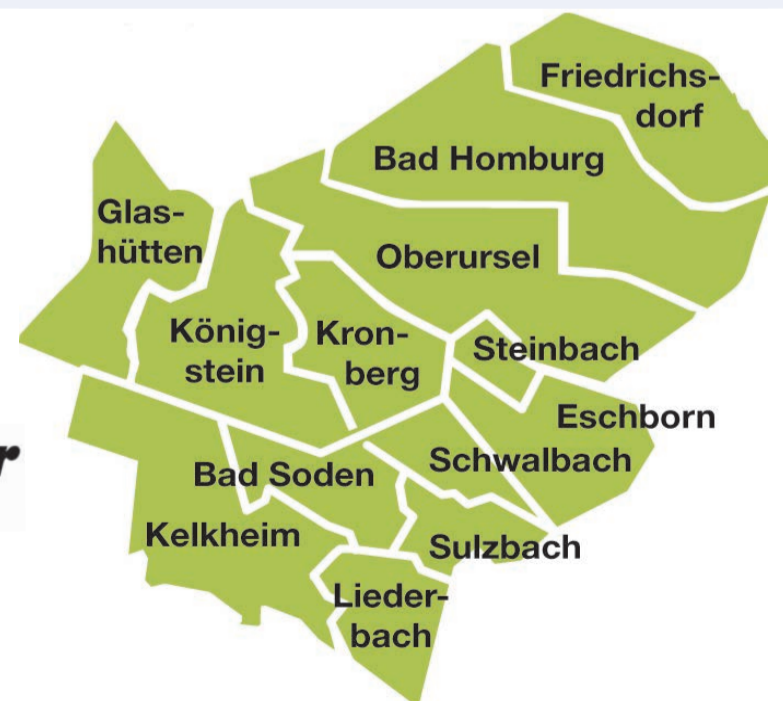 Friedrichs-
dorf
Bad Homburg
Glas-
hütten
Oberursel
König-
stein
Kron-
berg
Steinbach
Eschborn
Schwalbach
Bad Soden
Kelkheim
Sulzbach
Lieder-
bach
r